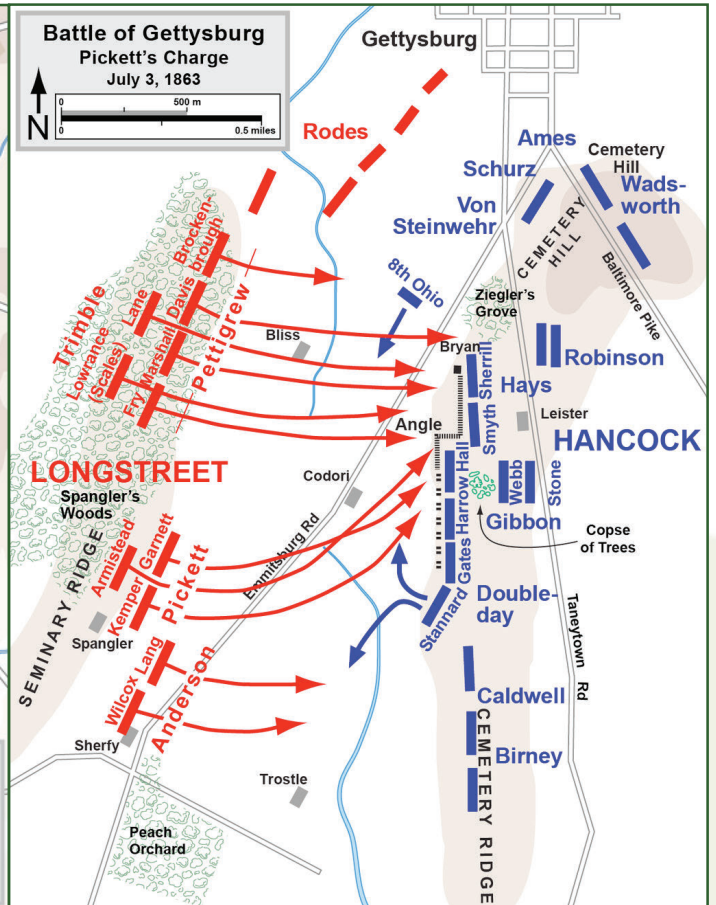 Battle of Gettysburg
Pickett's Charge
July 3, 1863
N
0
500 m
0
0.5 miles
Gettysburg
Rodes
Ames
Cemetery
Hill
Schurz
Wads-
worth
Von
Steinwehr
CEMETERY
HILL
Baltimore Pike
Brocken-
brough
Davis
Lane
Marshall
Trimble
Lowrance
(Scales)
Fry
Pettigrew
8th Ohio
Ziegler's
Grove
Bliss
Bryan
Sherrill
Robinson
Hays
Smyth
Leister
Angle
HANCOCK
LONGSTREET
Spangler's
Woods
Codori
Hall
Harrow
Webb
Stone
Gibbon
Copse
of Trees
Emmitsburg Rd
Armistead
Garnett
Kemper
Pickett
Gates
Stannard
Double-
day
Taneytown
Rd
SEMINARY RIDGE
Spangler
Lang
Wilcox
Anderson
Caldwell
Sherfy
Birney
CEMETERY RIDGE
Trostle
Peach
Orchard